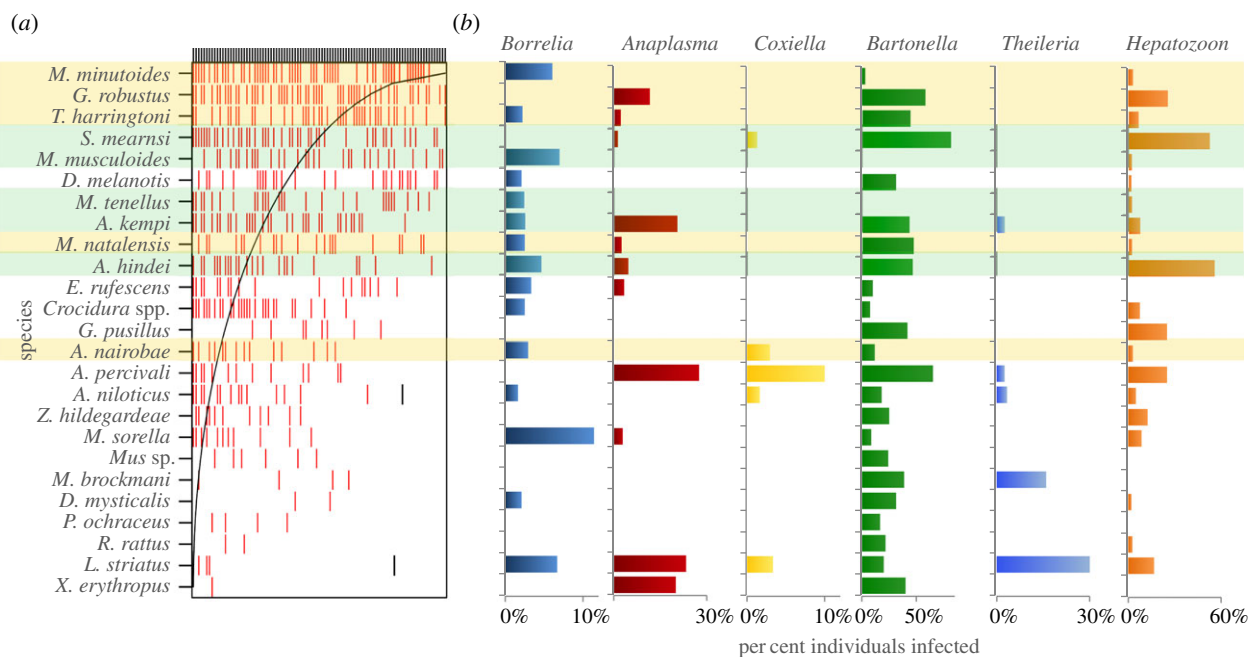 (a)
(b)
Borrelia Anaplasma Coxiella Bartonella Theileria Hepatozoon
species
M. minutoides
G. robustus
T. harringtoni
S. mearnsi
M. musculoides
D. melanotis
M. tenellus
A. kempi
M. natalensis
A. hindei
E. rufescens
Crocidura spp.
G. pusillus
A. nairobae
A. percivali
A. niloticus
Z. hildegardeae
M. sorella
Mus sp.
M. brockmani
D. mysticalis
P. ochraceus
R. rattus
L. striatus
X. erythropus
0% 10% 30% 0% 10% 0% 50% 0% 30% 0% 60%
per cent individuals infected